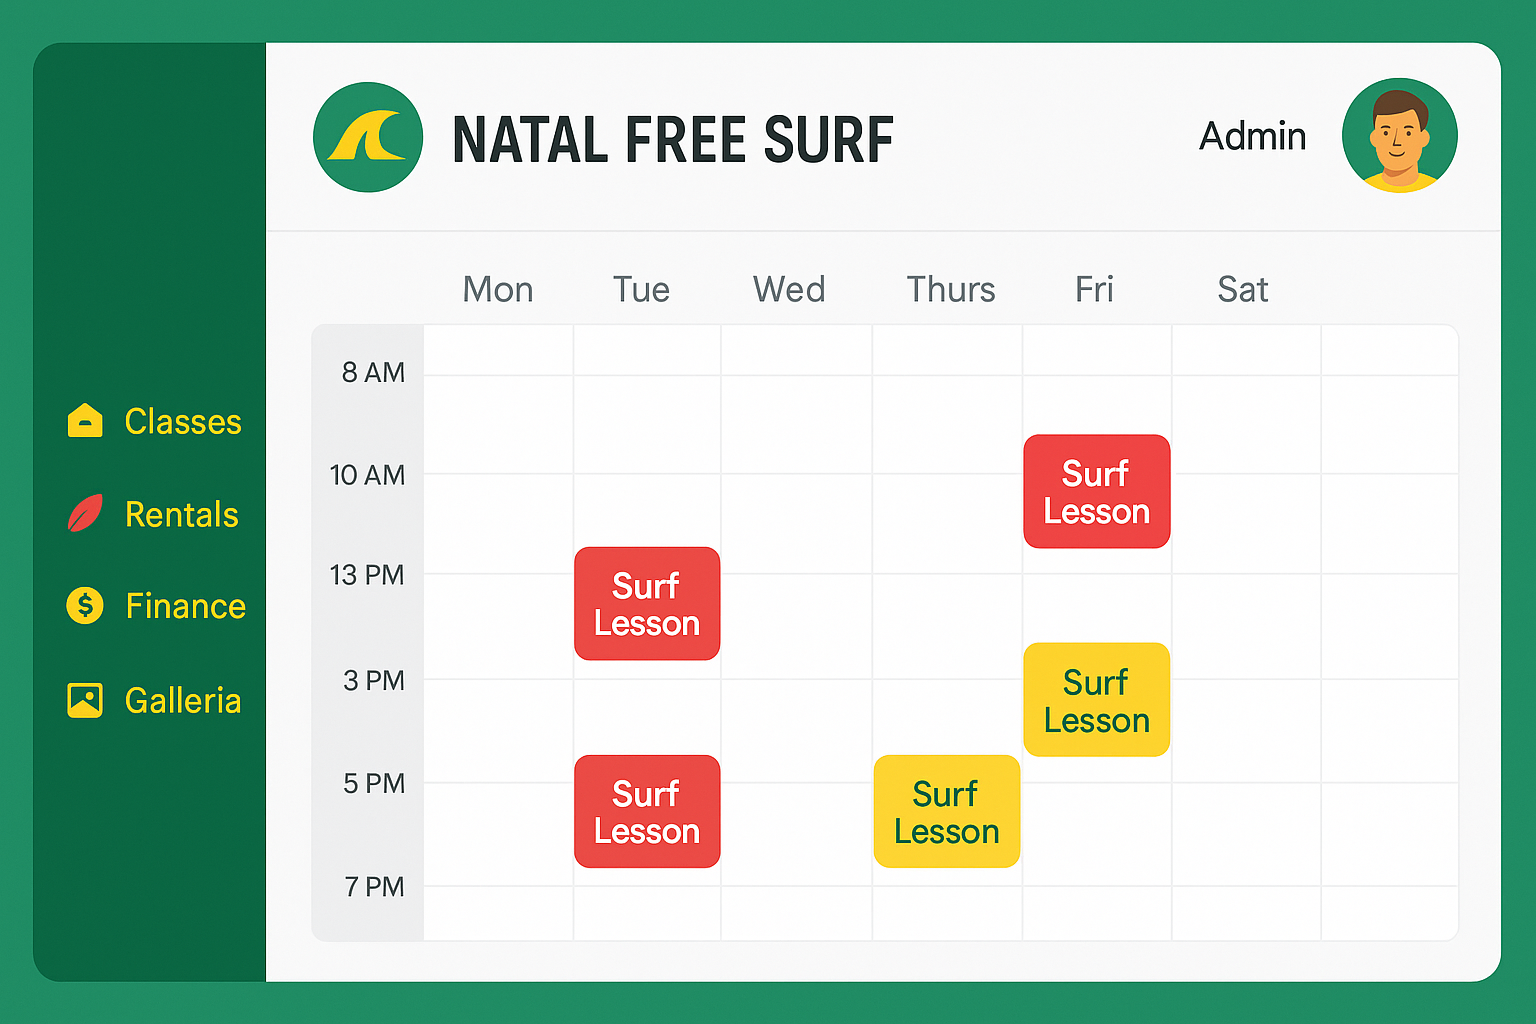 NATAL FREE SURF
Admin
Classes
Rentals
Finance
Galleria
Mon Tue Wed Thurs Fri Sat
8 AM
10 AM
13 PM
3 PM
5 PM
7 PM
Surf
Lesson
Surf
Lesson
Surf
Lesson
Surf
Lesson
Surf
Lesson